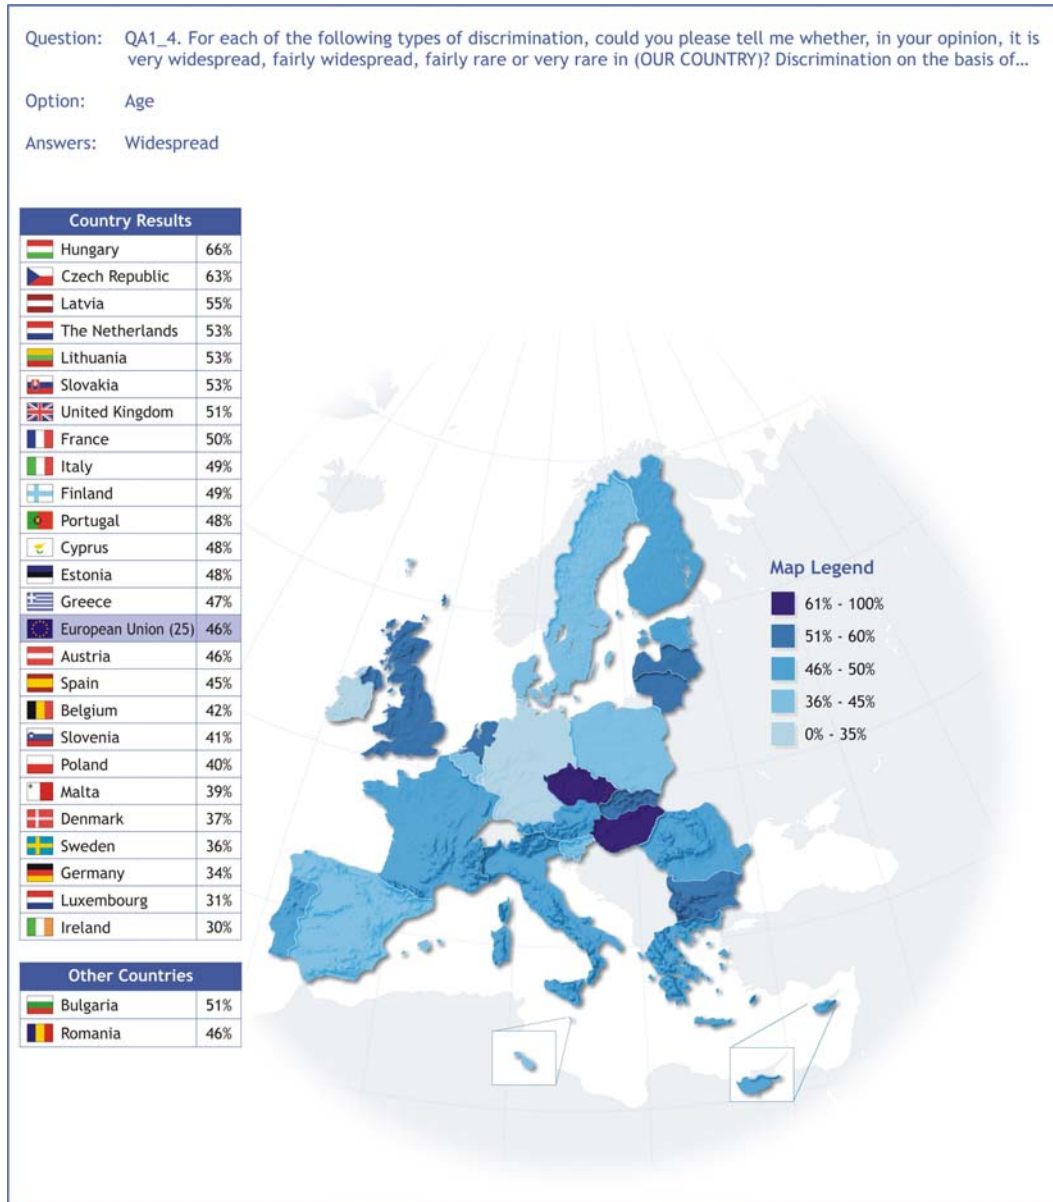 Question: QA1_4. For each of the following types of discrimination, could you please tell me whether, in your opinion, it is
very widespread, fairly widespread, fairly rare or very rare in (OUR COUNTRY)? Discrimination on the basis of…
Option: Age
Answers: Widespread
Country Results
Hungary 66%
Czech Republic 63%
Latvia 55%
The Netherlands 53%
Lithuania 53%
Slovakia 53%
United Kingdom 51%
France 50%
Italy 49%
Finland 49%
Portugal 48%
Cyprus 48%
Estonia 48%
Greece 47%
European Union (25) 46%
Austria 46%
Spain 45%
Belgium 42%
Slovenia 41%
Poland 40%
Malta 39%
Denmark 37%
Sweden 36%
Germany 34%
Luxembourg 31%
Ireland 30%
Other Countries
Bulgaria 51%
Romania 46%
Map Legend
61% - 100%
51% - 60%
46% - 50%
36% - 45%
0% - 35%